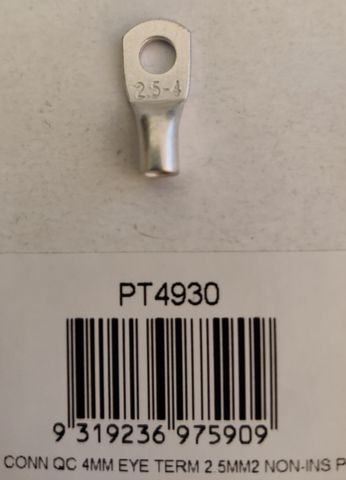 2.5-4
PT4930
9 319236 975909
CONN QC 4MM EYE TERM 2.5MM2 NON-INS P